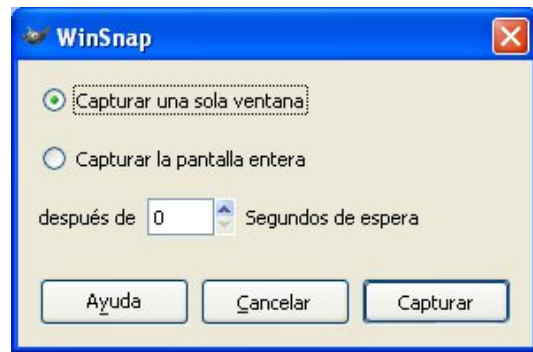 WinSnap
Capturar una sola ventana
Capturar la pantalla entera
después de 0 Segundos de espera
Ayuda Cancelar Capturar